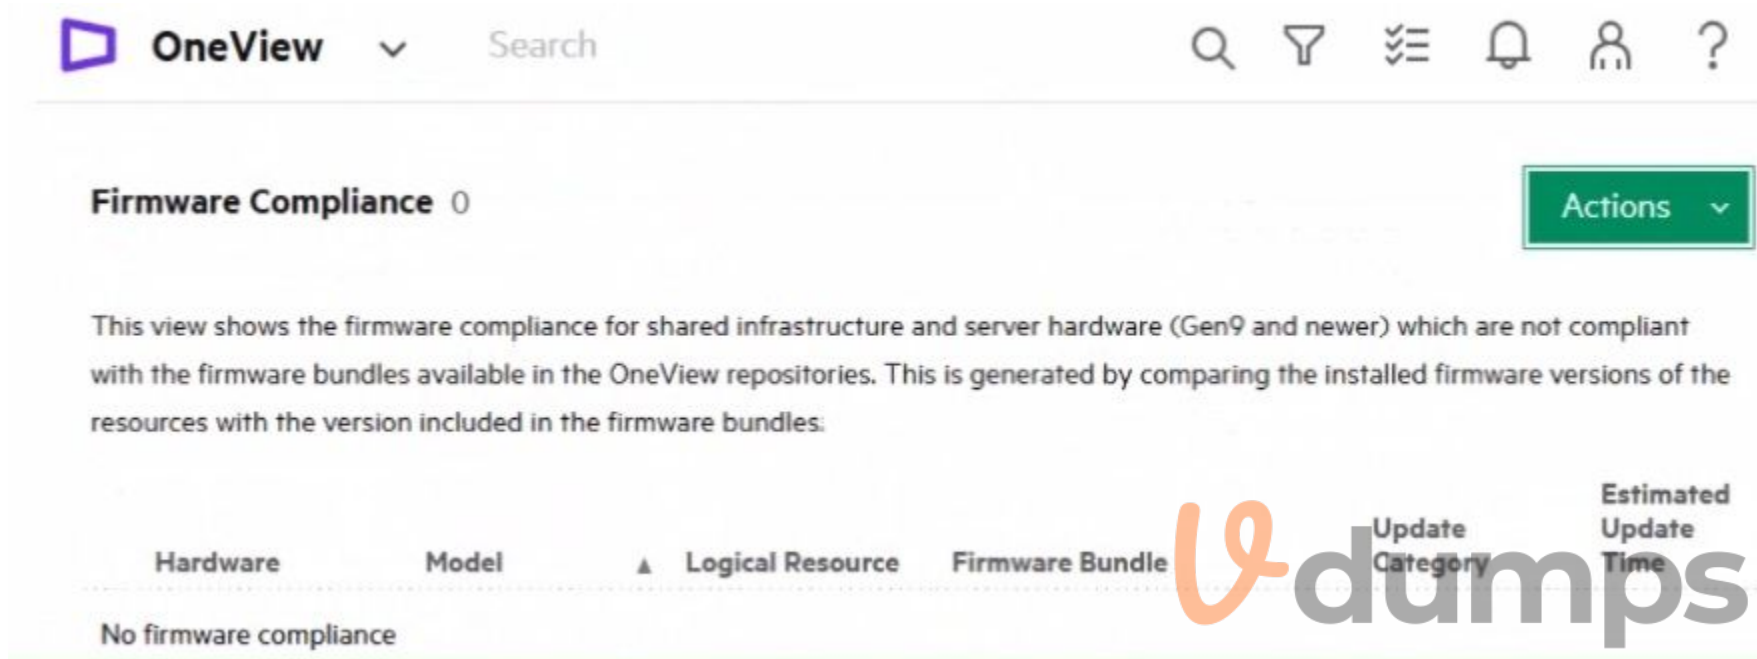 OneView Search
Firmware Compliance 0
Actions
This view shows the firmware compliance for shared infrastructure and server hardware (Gen9 and newer) which are not compliant
with the firmware bundles available in the OneView repositories. This is generated by comparing the installed firmware versions of the
resources with the version included in the firmware bundles.
Hardware Model Logical Resource Firmware Bundle Update Category Estimated Update Time
No firmware compliance
Vdumps